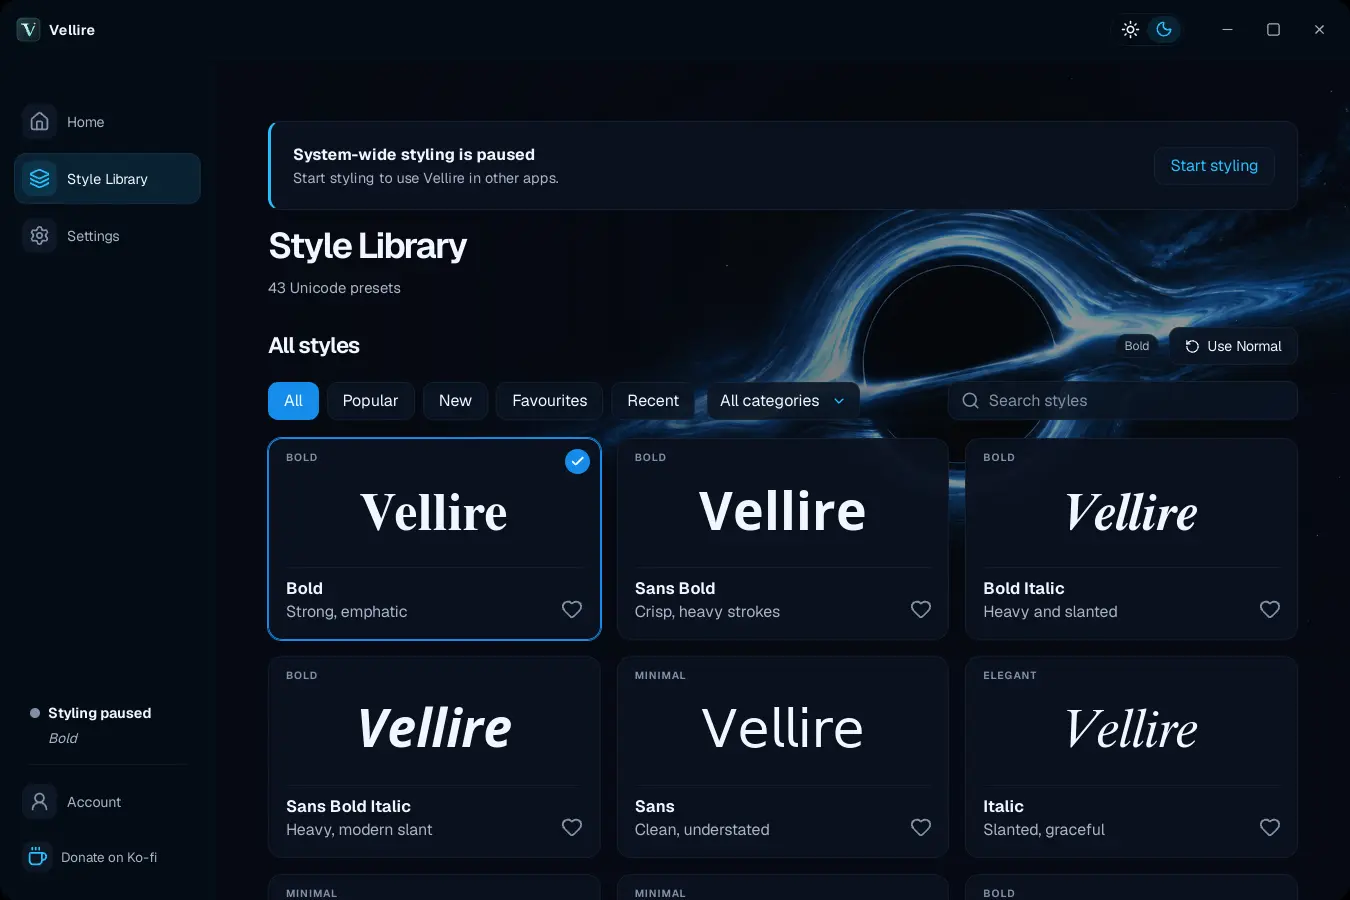 Vellire
Home
Style Library
Settings
System-wide styling is paused
Start styling to use Vellire in other apps.
Start styling
Style Library
43 Unicode presets
All styles
Bold
Use Normal
All
Popular
New
Favourites
Recent
All categories
Search styles
BOLD
Vellire
Bold
Strong, emphatic
BOLD
Vellire
Sans Bold
Crisp, heavy strokes
BOLD
Vellire
Bold Italic
Heavy and slanted
BOLD
Vellire
Sans Bold Italic
Heavy, modern slant
MINIMAL
Vellire
Sans
Clean, understated
ELEGANT
Vellire
Italic
Slanted, graceful
MINIMAL
MINIMAL
BOLD
Styling paused
Bold
Account
Donate on Ko-fi